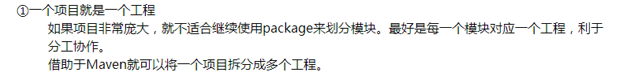 ①一个项目就是一个工程
如果项目非常庞大，就不适合继续使用package来划分模块。最好是每一个模块对应一个工程，利于
分工协作。
借助于Maven就可以将一个项目拆分成多个工程。